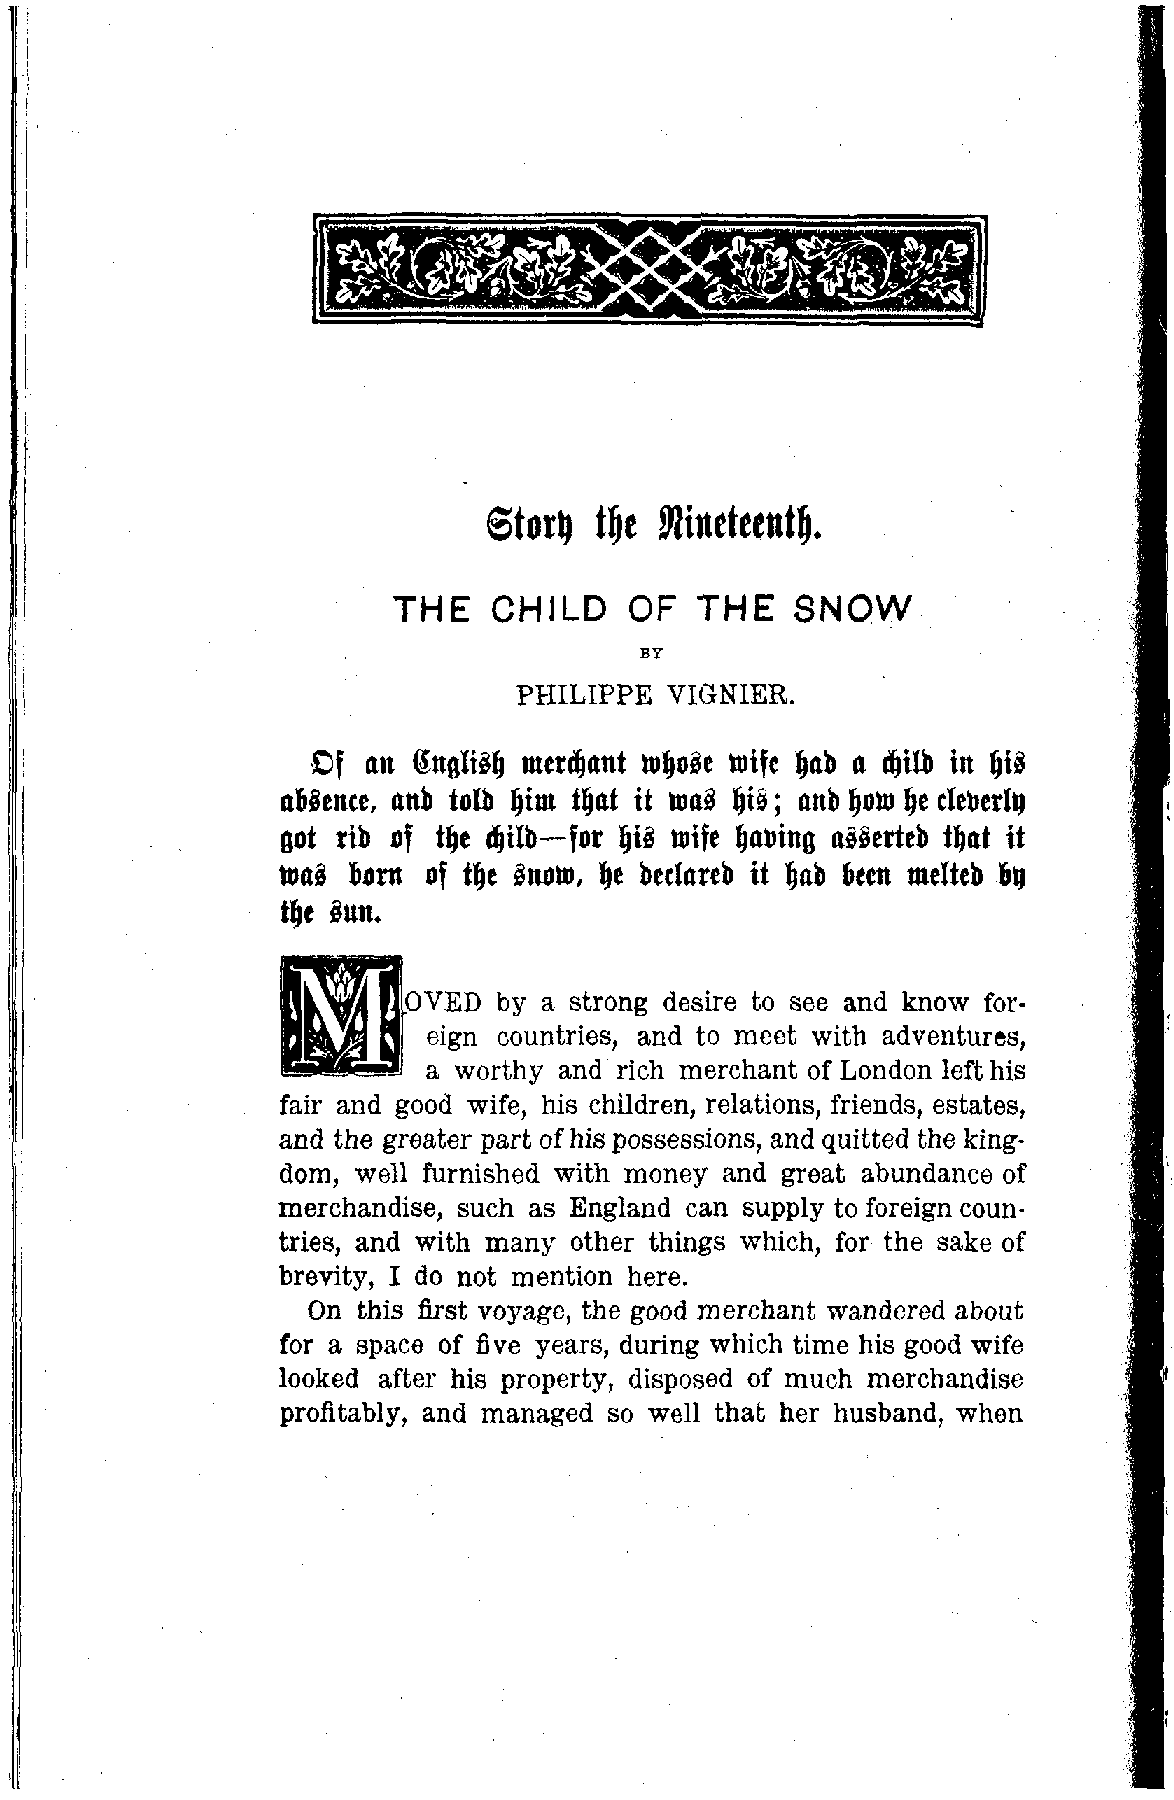 Story the Nineteenth.
THE CHILD OF THE SNOW
BY
PHILIPPE VIGNIER.
Of an English merchant whose wife had a child in his
absence, and told him that it was his; and how he cleverly
got rid of the child—for his wife having asserted that it
was born of the snow, he declared it had been melted by
the sun.
MOVED by a strong desire to see and know for-
eign countries, and to meet with adventures,
a worthy and rich merchant of London left his
fair and good wife, his children, relations, friends, estates,
and the greater part of his possessions, and quitted the king-
dom, well furnished with money and great abundance of
merchandise, such as England can supply to foreign coun-
tries, and with many other things which, for the sake of
brevity, I do not mention here.
On this first voyage, the good merchant wandered about
for a space of five years, during which time his good wife
looked after his property, disposed of much merchandise
profitably, and managed so well that her husband, when